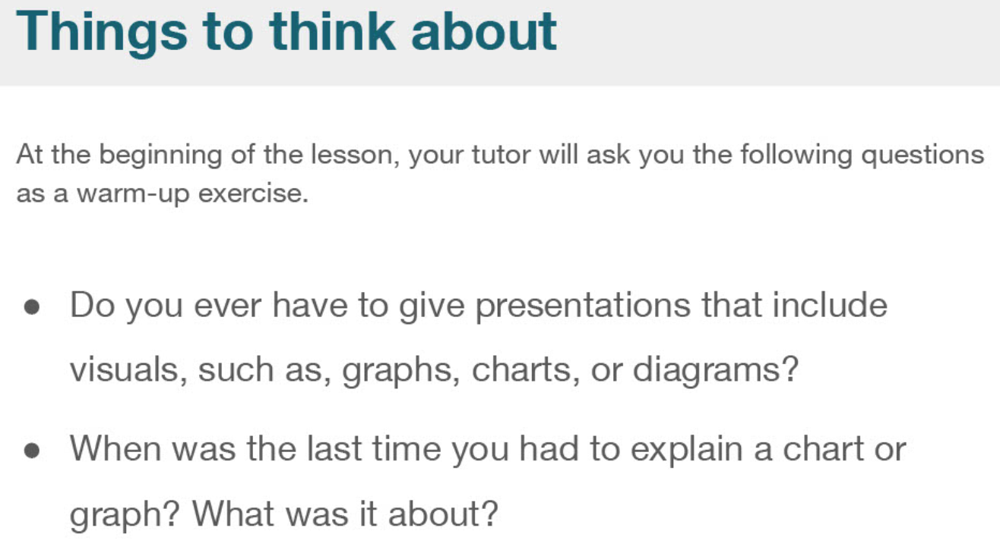 Things to think about
At the beginning of the lesson, your tutor will ask you the following questions
as a warm-up exercise.
● Do you ever have to give presentations that include
visuals, such as, graphs, charts, or diagrams?
● When was the last time you had to explain a chart or
graph? What was it about?